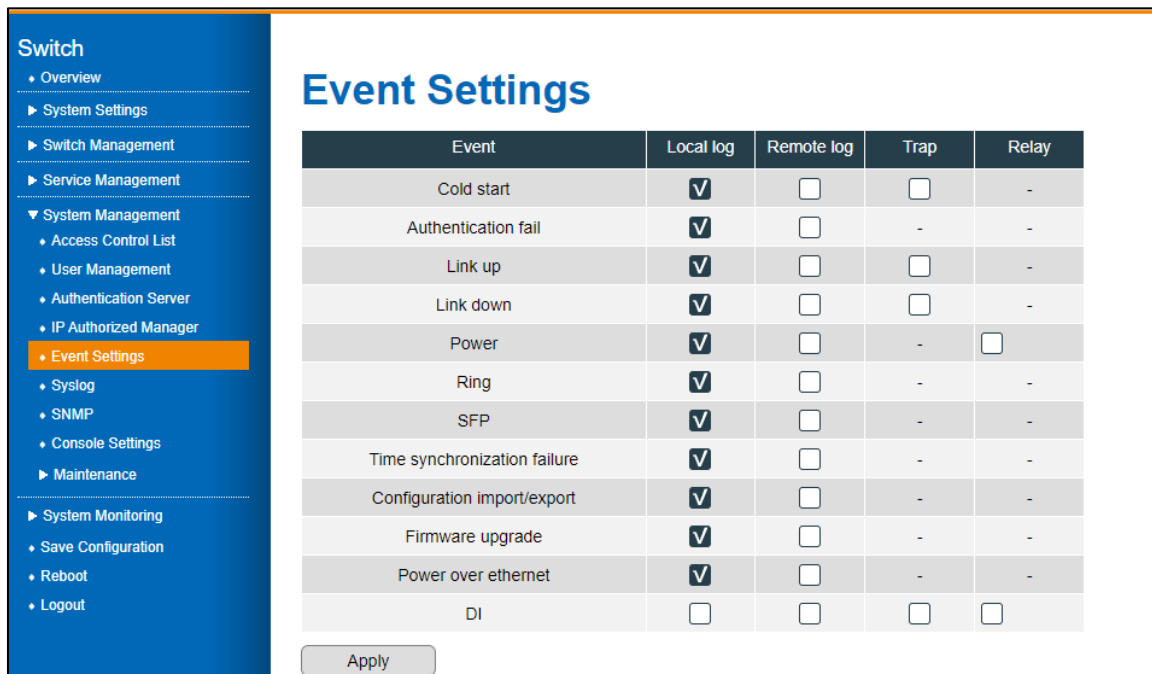 Switch
Overview
System Settings
Switch Management
Service Management
System Management
Access Control List
User Management
Authentication Server
IP Authorized Manager
Event Settings
Syslog
SNMP
Console Settings
Maintenance
System Monitoring
Save Configuration
Reboot
Logout
Event Settings
Event Local log Remote log Trap Relay
Cold start -
Authentication fail - -
Link up -
Link down -
Power -
Ring - -
SFP - -
Time synchronization failure - -
Configuration import/export - -
Firmware upgrade - -
Power over ethernet - -
DI
Apply